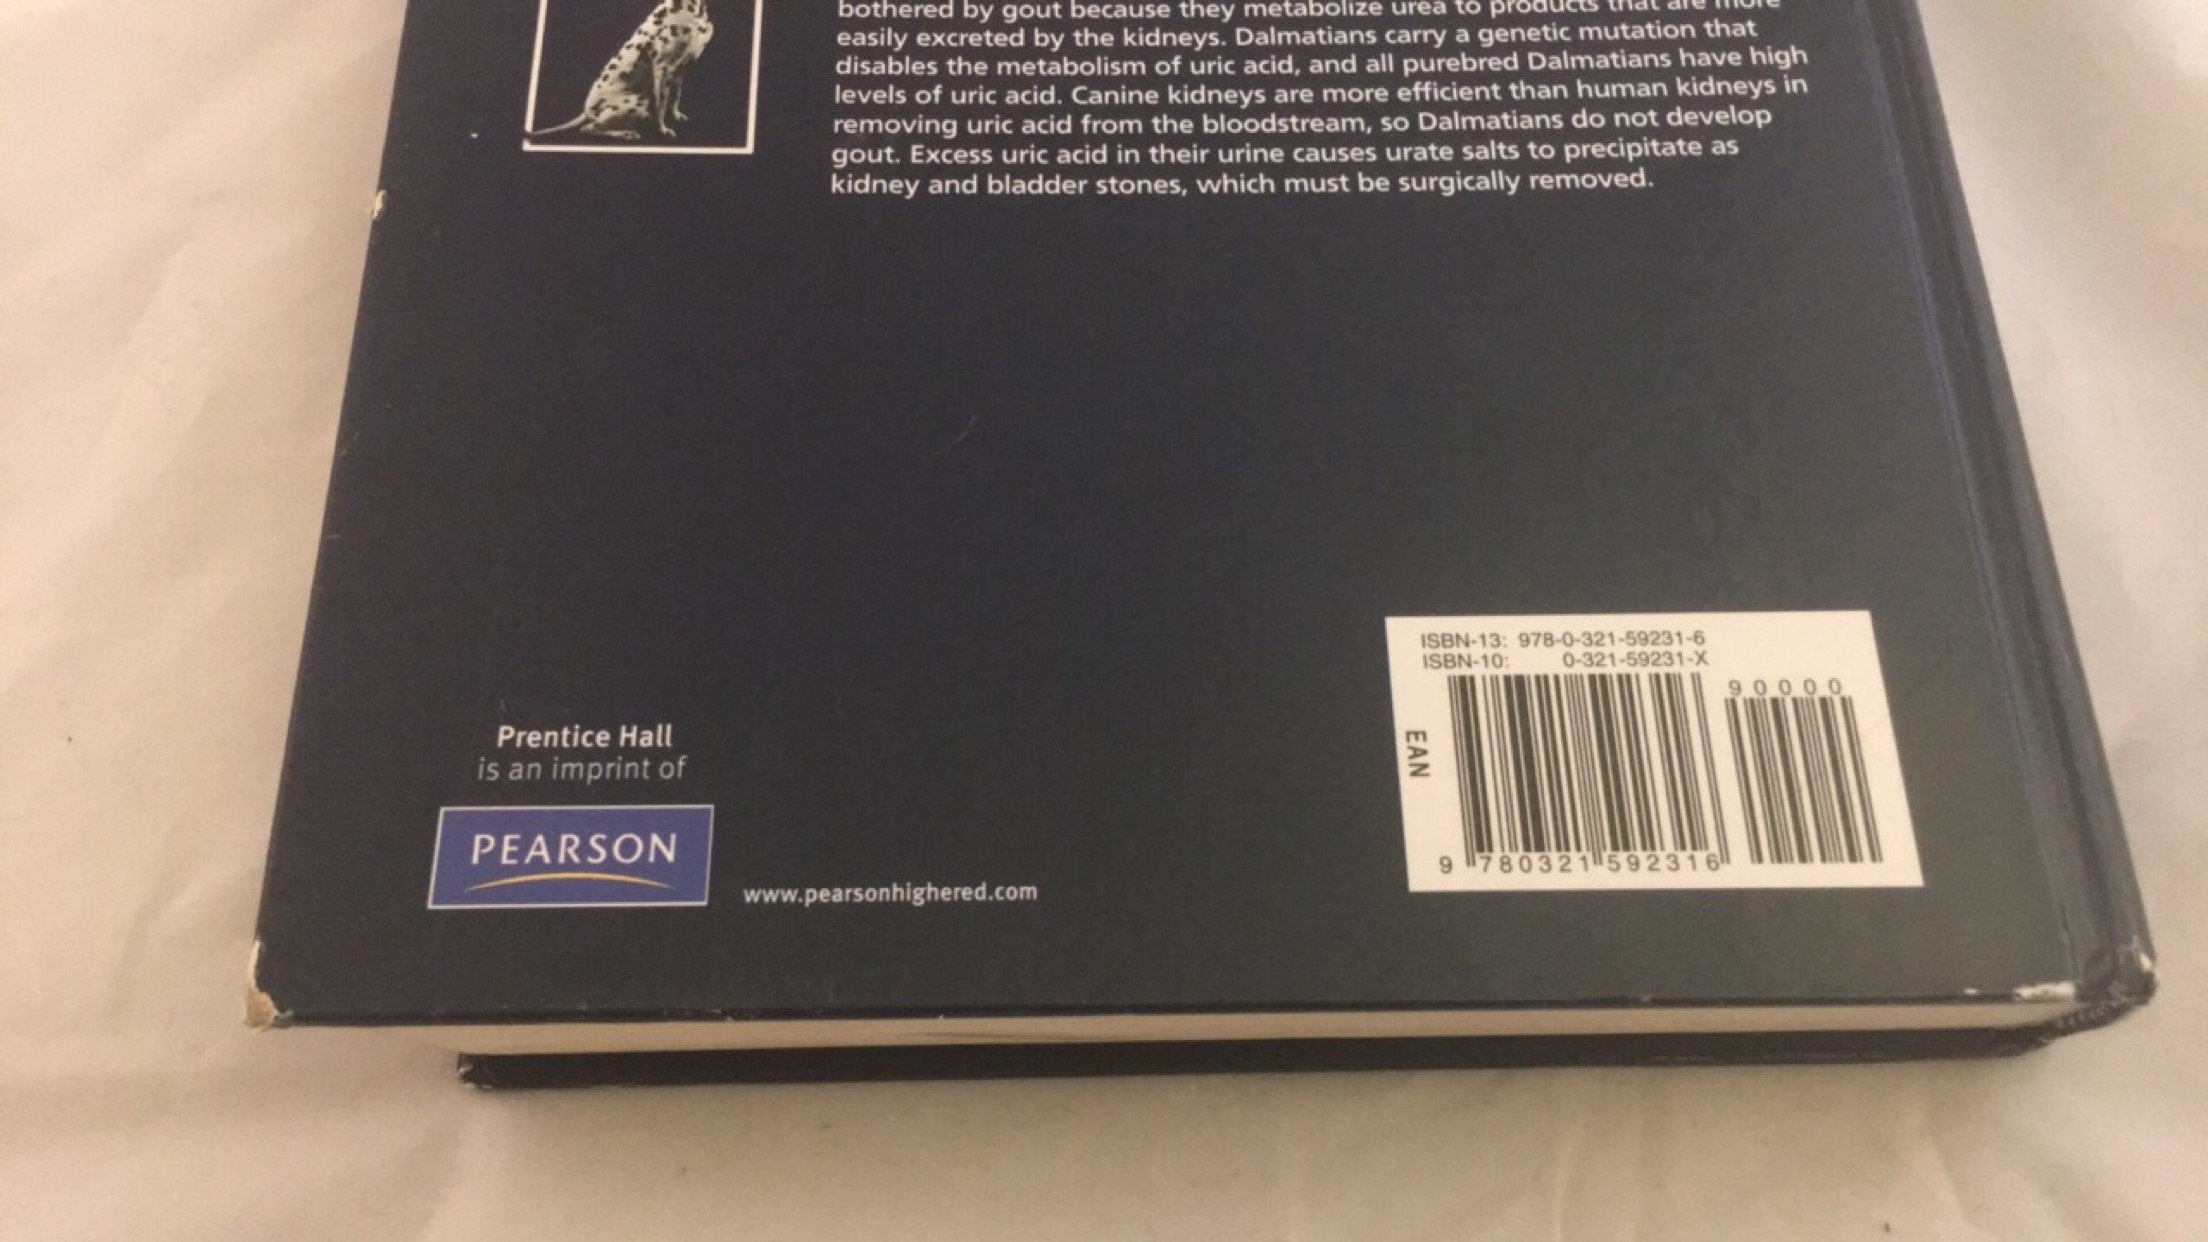 bothered by gout because they metabolize urea to products that are more
easily excreted by the kidneys. Dalmatians carry a genetic mutation that
disables the metabolism of uric acid, and all purebred Dalmatians have high
levels of uric acid. Canine kidneys are more efficient than human kidneys in
removing uric acid from the bloodstream, so Dalmatians do not develop
gout. Excess uric acid in their urine causes urate salts to precipitate as
kidney and bladder stones, which must be surgically removed.
Prentice Hall
is an imprint of
PEARSON
www.pearsonhighered.com
ISBN-13: 978-0-321-59231-6
ISBN-10: 0-321-59231-X
90000
EAN
9 780321 592316